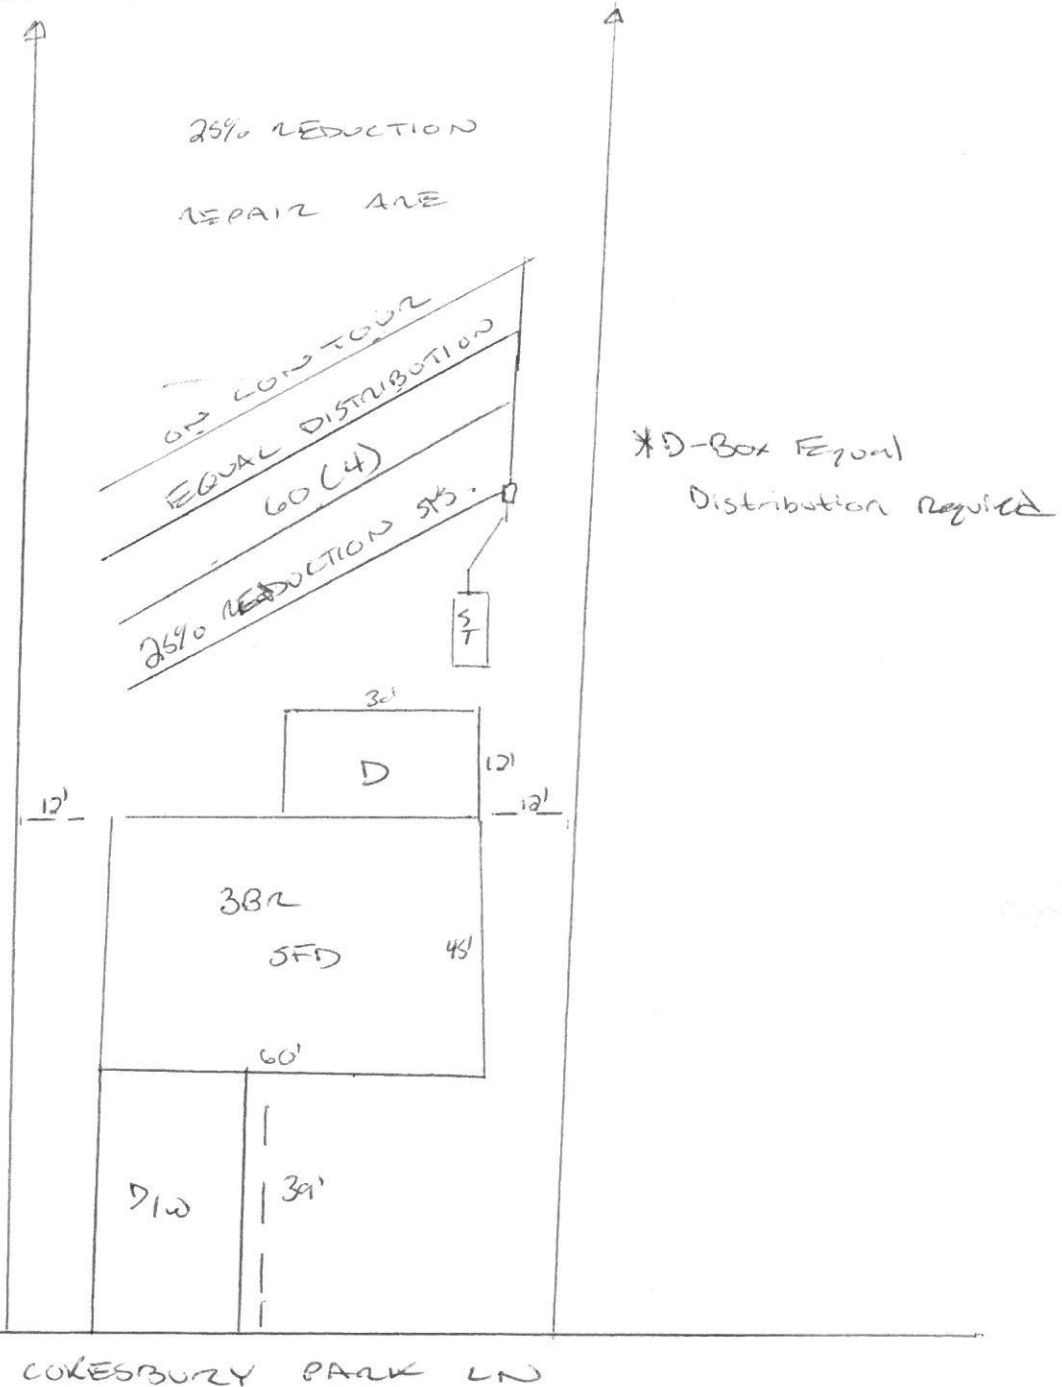 25% REDUCTION
REPAIR ARE
ON CONTOUR
EQUAL DISTRIBUTION
60 (4)
25% REDUCTION SYS.
*D-Box Equal
Distribution Required
ST
30'
D
12'
12'
12'
3BR
SFD
45'
60'
D/W
39'
COKESBURY PARK LN